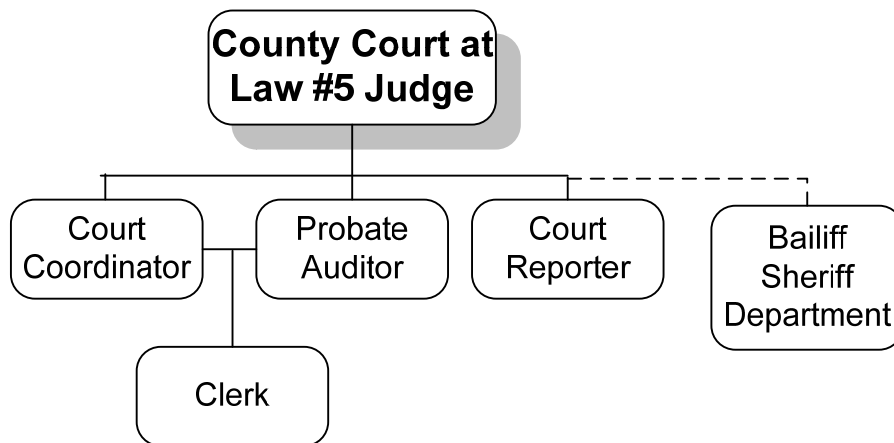 County Court at
Law #5 Judge
Court
Coordinator
Probate
Auditor
Court
Reporter
Bailiff
Sheriff
Department
Clerk